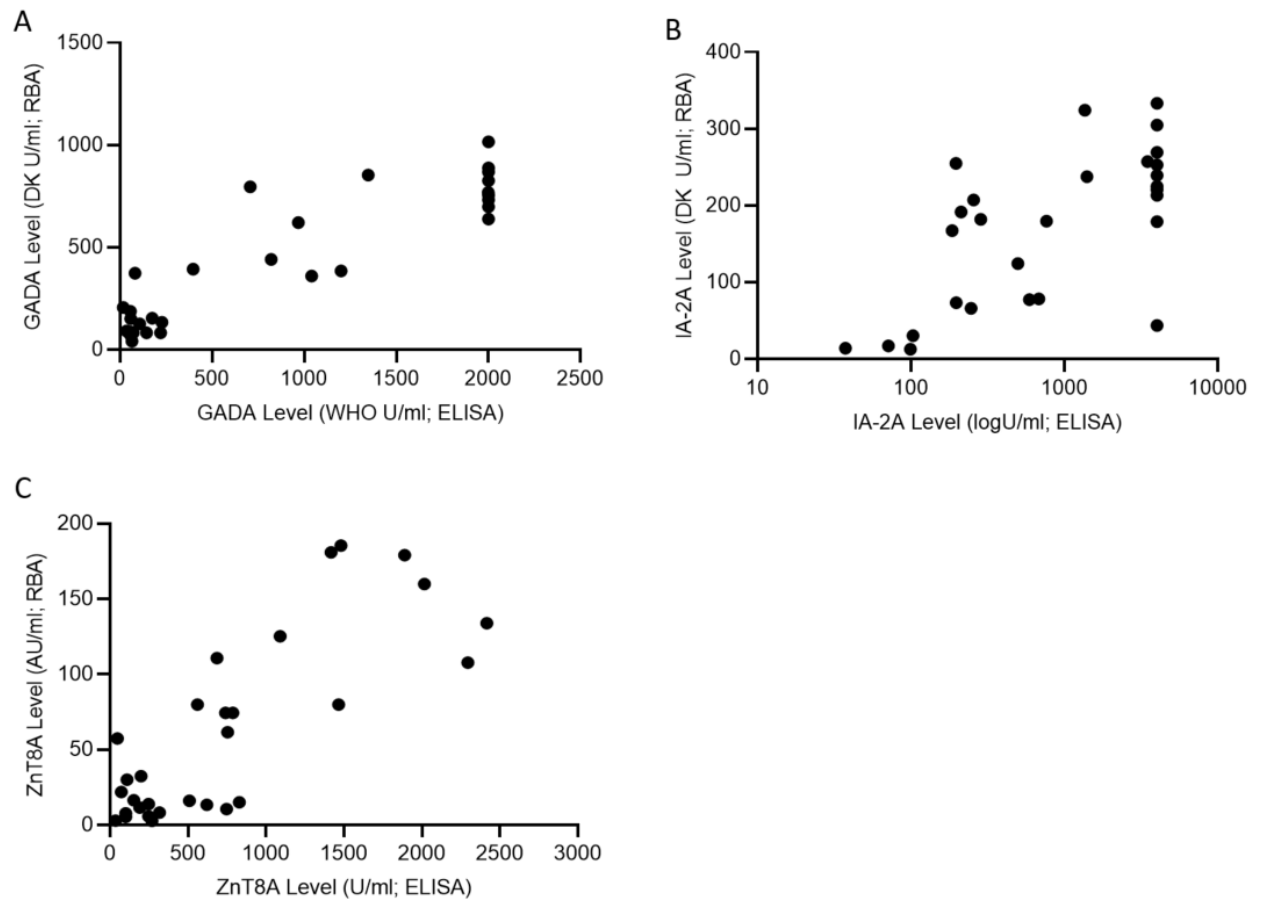 A
GADA Level (DK U/ml; RBA)
1500
1000
500
0
0 500 1000 1500 2000 2500
GADA Level (WHO U/ml; ELISA)
B
IA-2A Level (DK U/ml; RBA)
400
300
200
100
0
10 100 1000 10000
IA-2A Level (logU/ml; ELISA)
C
ZnT8A Level (AU/ml; RBA)
200
150
100
50
0
0 500 1000 1500 2000 2500 3000
ZnT8A Level (U/ml; ELISA)